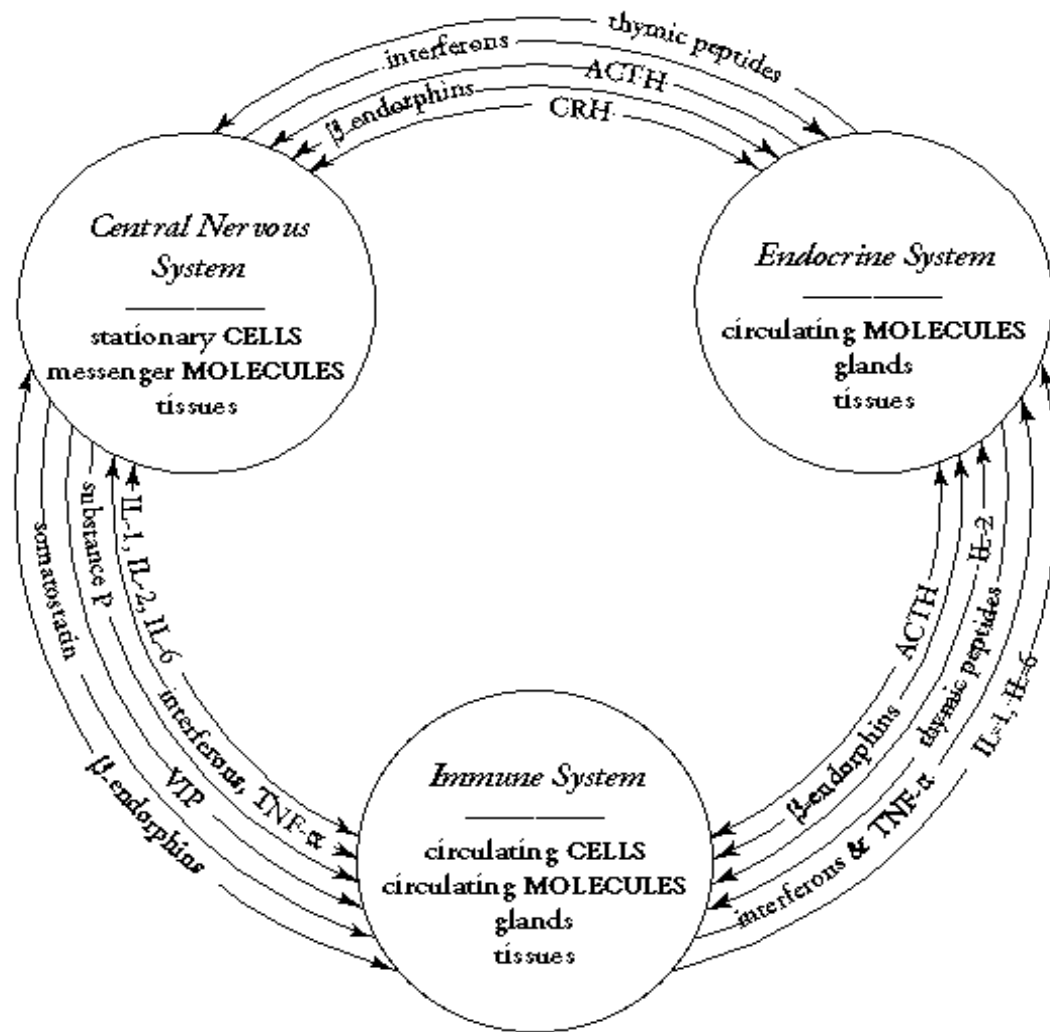 thymic peptides
interferons
ACTH
β-endorphins
CRH
Central Nervous
System
stationary CELLS
messenger MOLECULES
tissues
Endocrine System
circulating MOLECULES
glands
tissues
somatostatin
substance P
IL-1, IL-2, IL-6
interferons, TNF-α
VIP
β-endorphins
Immune System
circulating CELLS
circulating MOLECULES
glands
tissues
ACTH
β-endorphins
IL-2
thymic peptides
interferons & TNF-α
IL-1, IL-6